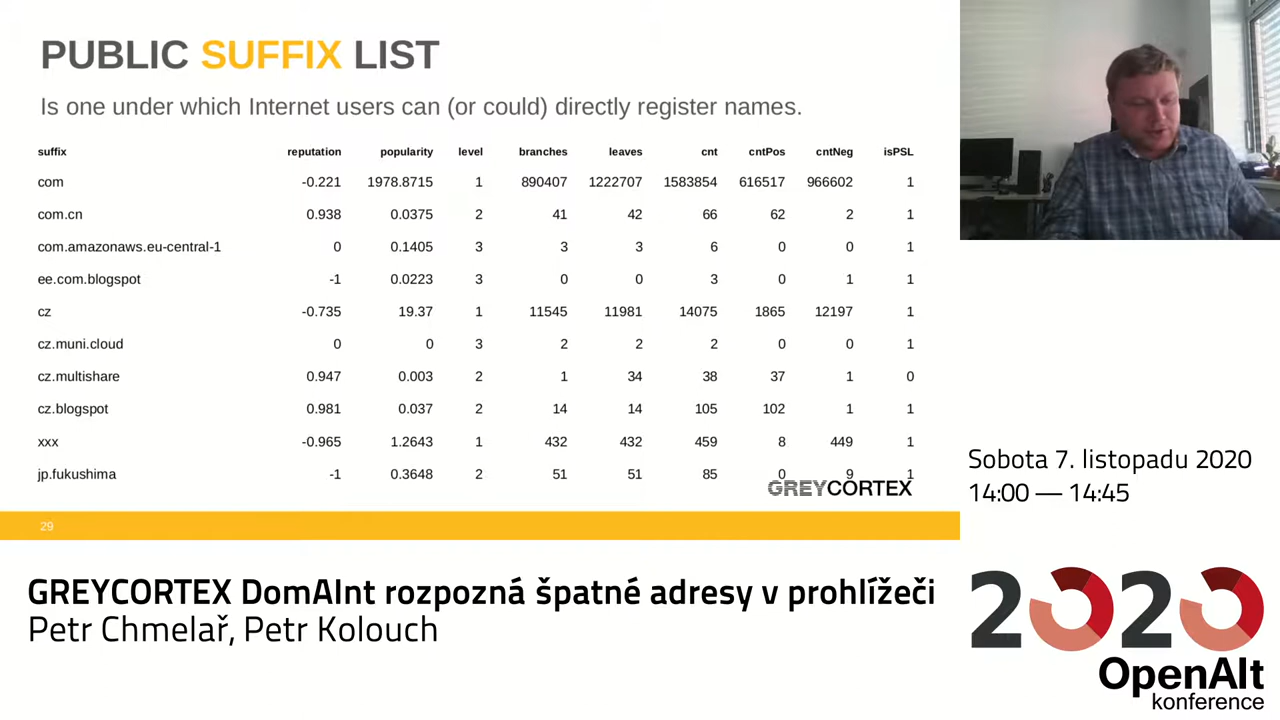 PUBLIC SUFFIX LIST
Is one under which Internet users can (or could) directly register names.
suffix reputation popularity level branches leaves cnt cntPos cntNeg isPSL
com -0.221 1978.8715 1 890407 1222707 1583854 616517 966602 1
com.cn 0.938 0.0375 2 41 42 66 62 2 1
com.amazonaws.eu-central-1 0 0.1405 3 3 3 6 0 0 1
ee.com.blogspot -1 0.0223 3 0 0 3 0 1 1
cz -0.735 19.37 1 11545 11981 14075 1865 12197 1
cz.muni.cloud 0 0 3 2 2 2 0 0 1
cz.multishare 0.947 0.003 2 1 34 38 37 1 0
cz.blogspot 0.981 0.037 2 14 14 105 102 1 1
xxx -0.965 1.2643 1 432 432 459 8 449 1
jp.fukushima -1 0.3648 2 51 51 85 0 9 1
GREYCORTEX
29
Sobota 7. listopadu 2020
14:00 — 14:45
GREYCORTEX DomAInt rozpozná špatné adresy v prohlížeči
Petr Chmelař, Petr Kolouch
2020
OpenAlt
konference